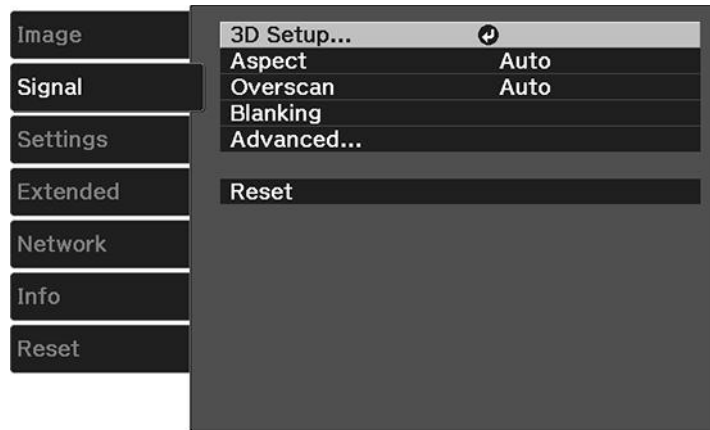 Image
Signal
Settings
Extended
Network
Info
Reset
3D Setup...
Aspect Auto
Overscan Auto
Blanking
Advanced...
Reset